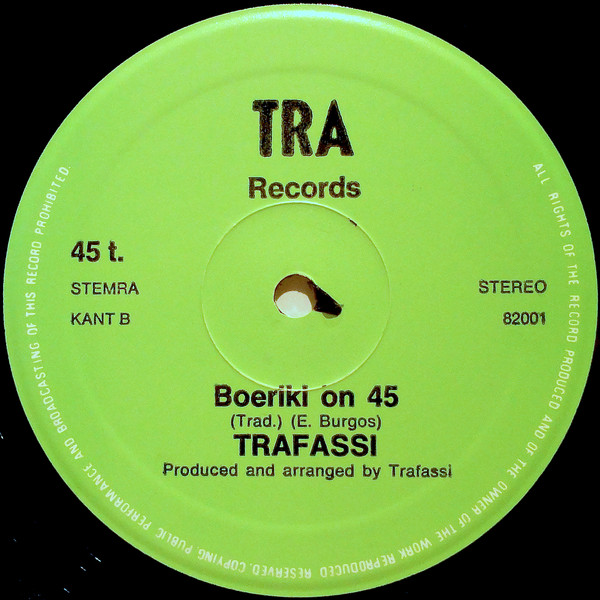 TRA
Records
45 t.
STEMRA
KANT B
STEREO
82001
Boeriki on 45
(Trad.) (E. Burgos)
TRAFASSI
Produced and arranged by Trafassi
ALL RIGHTS OF THE RECORD PRODUCED AND OF THE OWNER OF THE WORK REPRODUCED RESERVED. COPYING PUBLIC PERFORMANCE AND BROADCASTING OF THIS RECORD PROHIBITED.